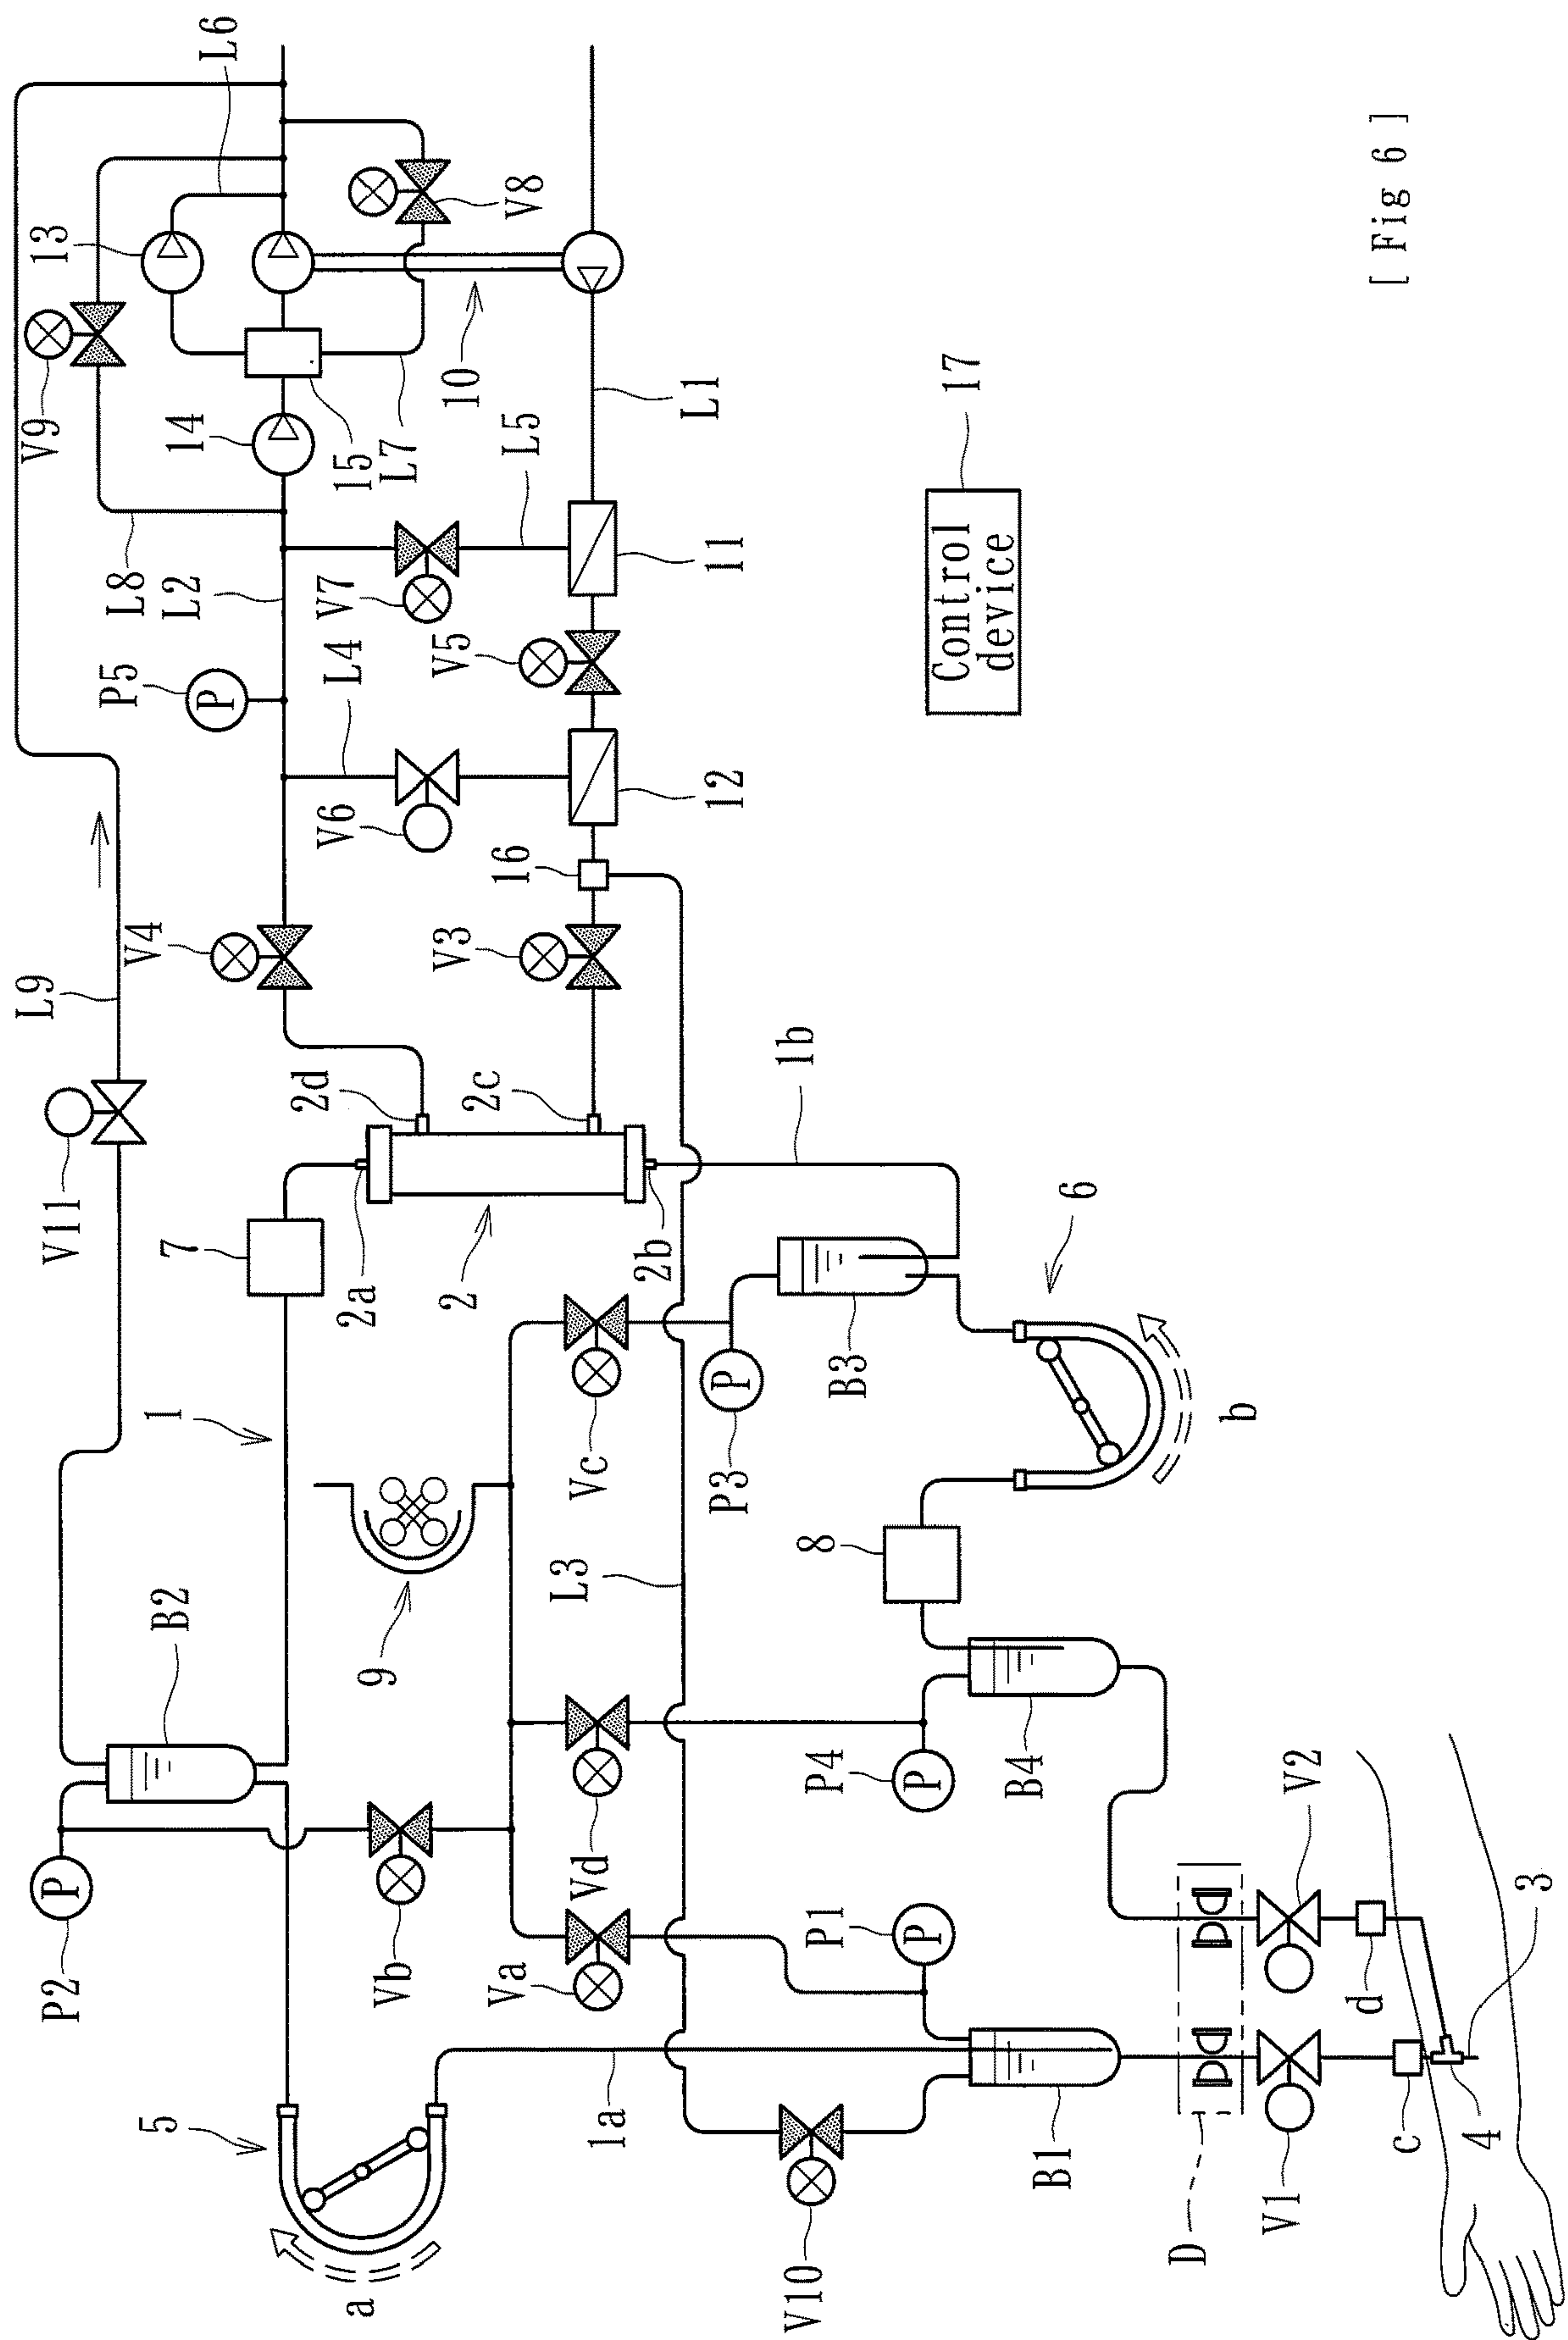 L9
V9
13
P2
P
V11
P5
L8
L6
V4
5
B2
1
7
L2
14
P
2d
V7
V6
L4
15
a
9
2a
L7
Vb
V5
V3
2
2c
10
Va
16
L5
V8
Vd
Vc
L3
1a
2b
L1
P3
P
12
11
V10
P1
P
P4
P
8
B3
1b
B1
B4
Control
device
17
6
D
b
V1
V2
d
c
[ Fig 6 ]
4
3